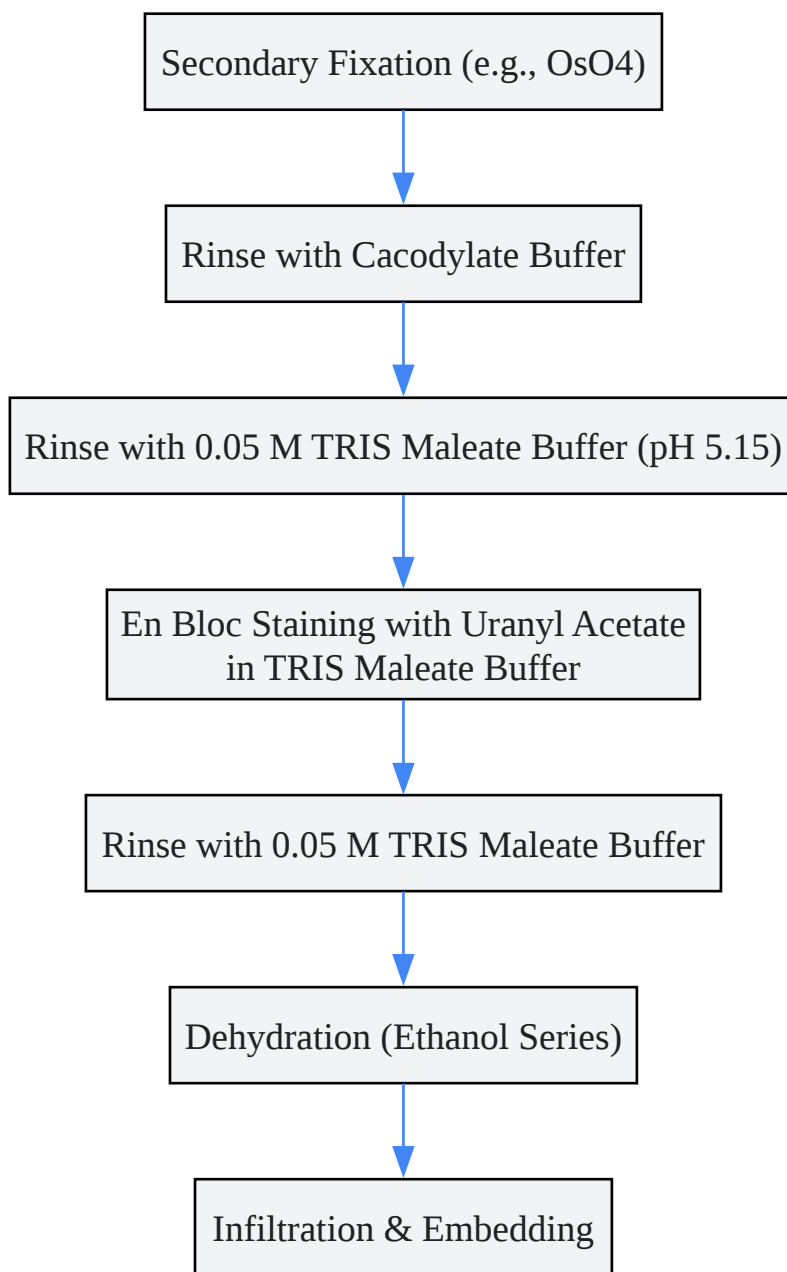 Secondary Fixation (e.g., OsO4)
Rinse with Cacodylate Buffer
Rinse with 0.05 M TRIS Maleate Buffer (pH 5.15)
En Bloc Staining with Uranyl Acetate
in TRIS Maleate Buffer
Rinse with 0.05 M TRIS Maleate Buffer
Dehydration (Ethanol Series)
Infiltration & Embedding